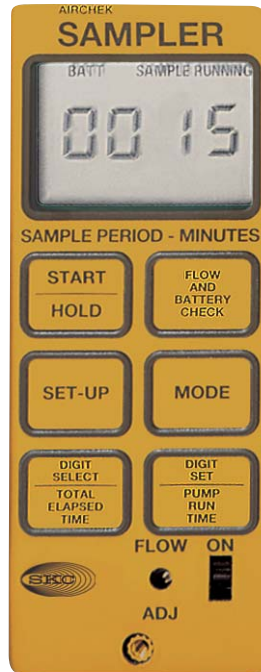 AIRCHEK
SAMPLER
BATT SAMPLE RUNNING
0015
SAMPLE PERIOD - MINUTES
START
HOLD
FLOW
AND
BATTERY
CHECK
SET-UP
MODE
DIGIT
SELECT
TOTAL
ELAPSED
TIME
DIGIT
SET
PUMP
RUN
TIME
FLOW ON
SKC
ADJ